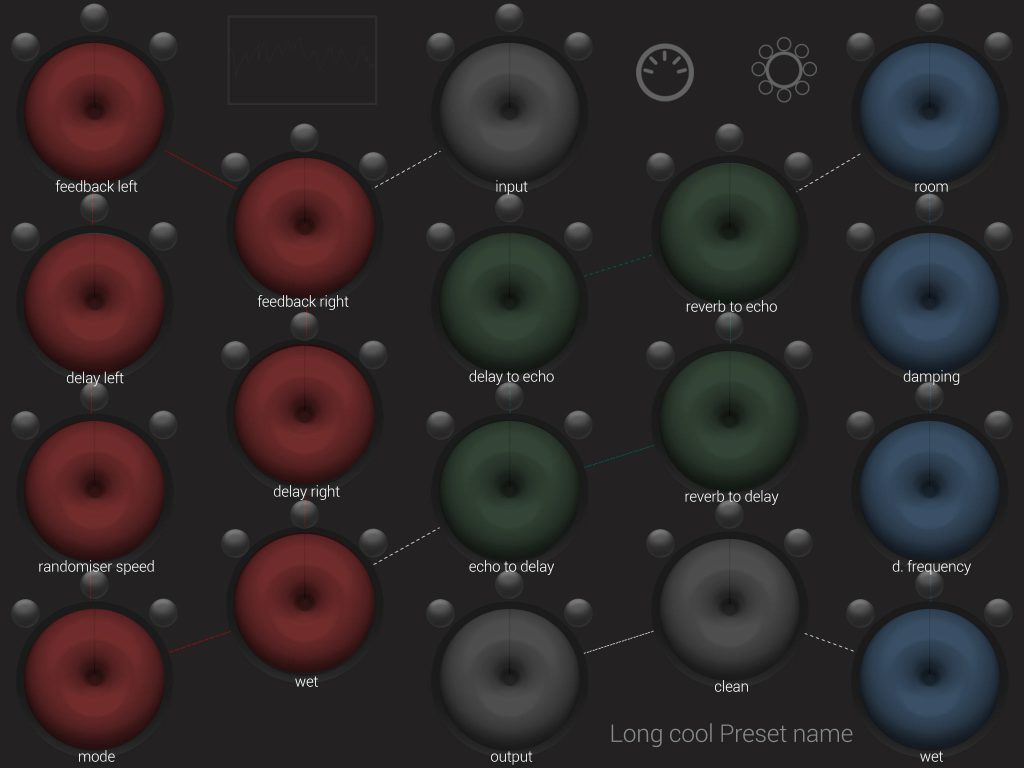 feedback left
input
room
feedback right
reverb to echo
delay left
delay to echo
damping
delay right
reverb to delay
randomiser speed
echo to delay
d. frequency
wet
clean
Long cool Preset name
mode
output
wet